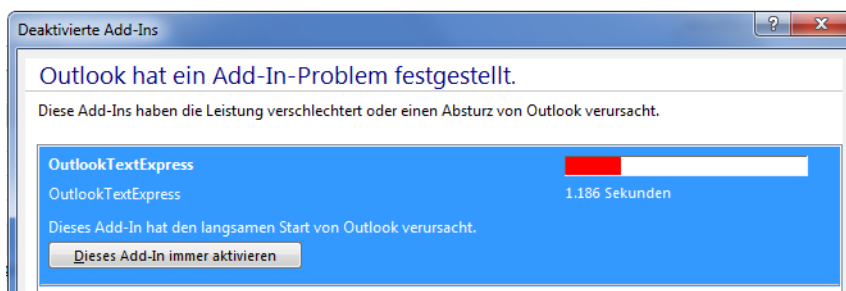 Deaktivierte Add-Ins
?
Outlook hat ein Add-In-Problem festgestellt.
Diese Add-Ins haben die Leistung verschlechtert oder einen Absturz von Outlook verursacht.
OutlookTextExpress
OutlookTextExpress 1.186 Sekunden
Dieses Add-In hat den langsamen Start von Outlook verursacht.
Dieses Add-In immer aktivieren